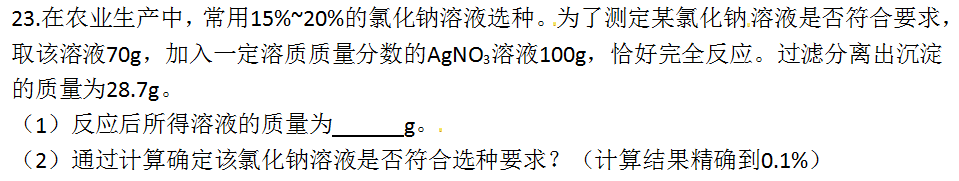 23.在农业生产中，常用15%~20%的氯化钠溶液选种。为了测定某氯化钠溶液是否符合要求，
取该溶液70g，加入一定溶质质量分数的AgNO₃溶液100g，恰好完全反应。过滤分离出沉淀
的质量为28.7g。
（1）反应后所得溶液的质量为______g。
（2）通过计算确定该氯化钠溶液是否符合选种要求？（计算结果精确到0.1%）